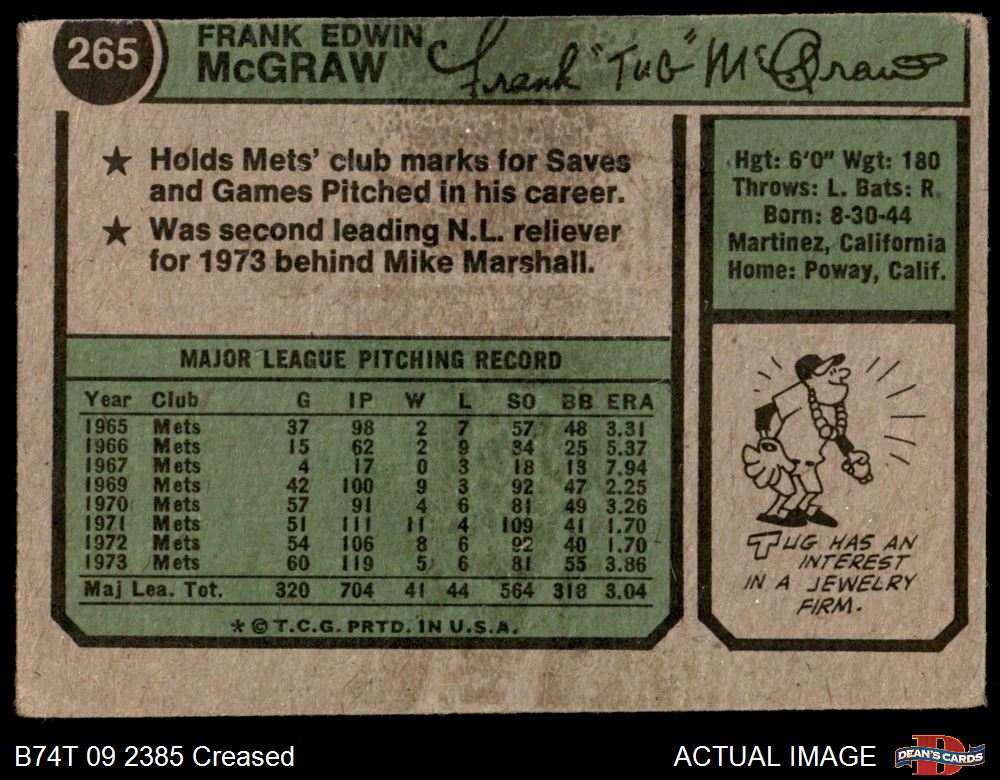 265
FRANK EDWIN
McGRAW
Frank "Tug" McGraw
★ Holds Mets' club marks for Saves
and Games Pitched in his career.
★ Was second leading N.L. reliever
for 1973 behind Mike Marshall.
Hgt: 6'0" Wgt: 180
Throws: L. Bats: R.
Born: 8-30-44
Martinez, California
Home: Poway, Calif.
MAJOR LEAGUE PITCHING RECORD
Year Club G IP W L SO BB ERA
1965 Mets 37 98 2 7 57 48 3.31
1966 Mets 15 62 2 9 34 25 5.37
1967 Mets 4 17 0 3 18 13 7.94
1969 Mets 42 100 9 3 92 47 2.25
1970 Mets 57 91 4 6 81 49 3.26
1971 Mets 51 111 11 4 109 41 1.70
1972 Mets 54 106 8 6 92 40 1.70
1973 Mets 60 119 5 6 81 55 3.86
Maj Lea. Tot. 320 704 41 44 564 318 3.04
* © T.C.G. PRTD. IN U.S.A.
TUG HAS AN
INTEREST
IN A JEWELRY
FIRM.
B74T 09 2385 Creased
ACTUAL IMAGE
DEAN'S CARDS